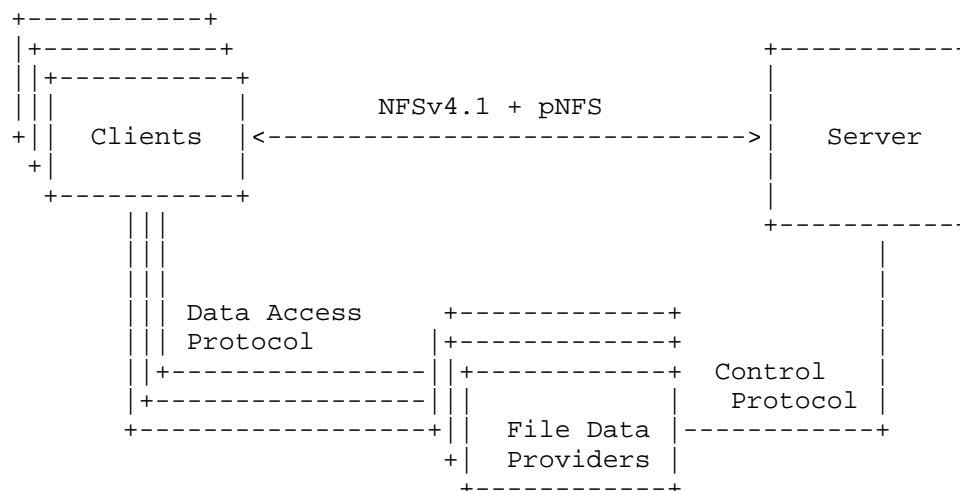 NFSv4.1 + pNFS
Clients
Server
Data Access
Protocol
Control
Protocol
File Data
Providers